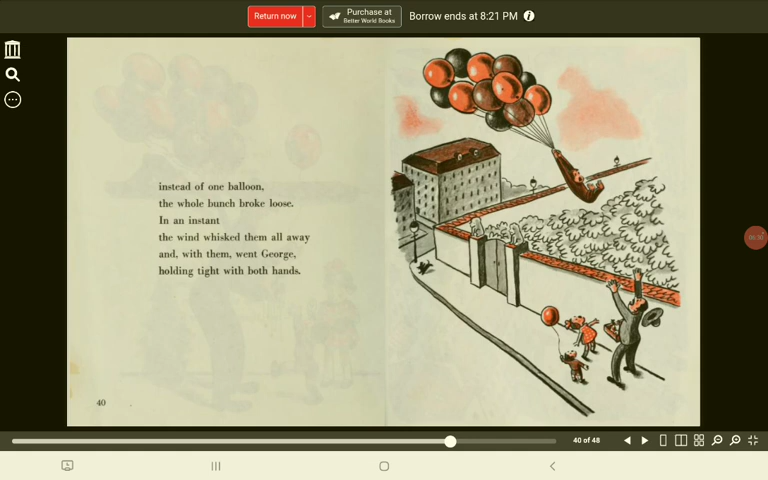 Return now
Purchase at
Better World Books
Borrow ends at 8:21 PM
instead of one balloon,
the whole bunch broke loose.
In an instant
the wind whisked them all away
and, with them, went George,
holding tight with both hands.
40
40 of 48